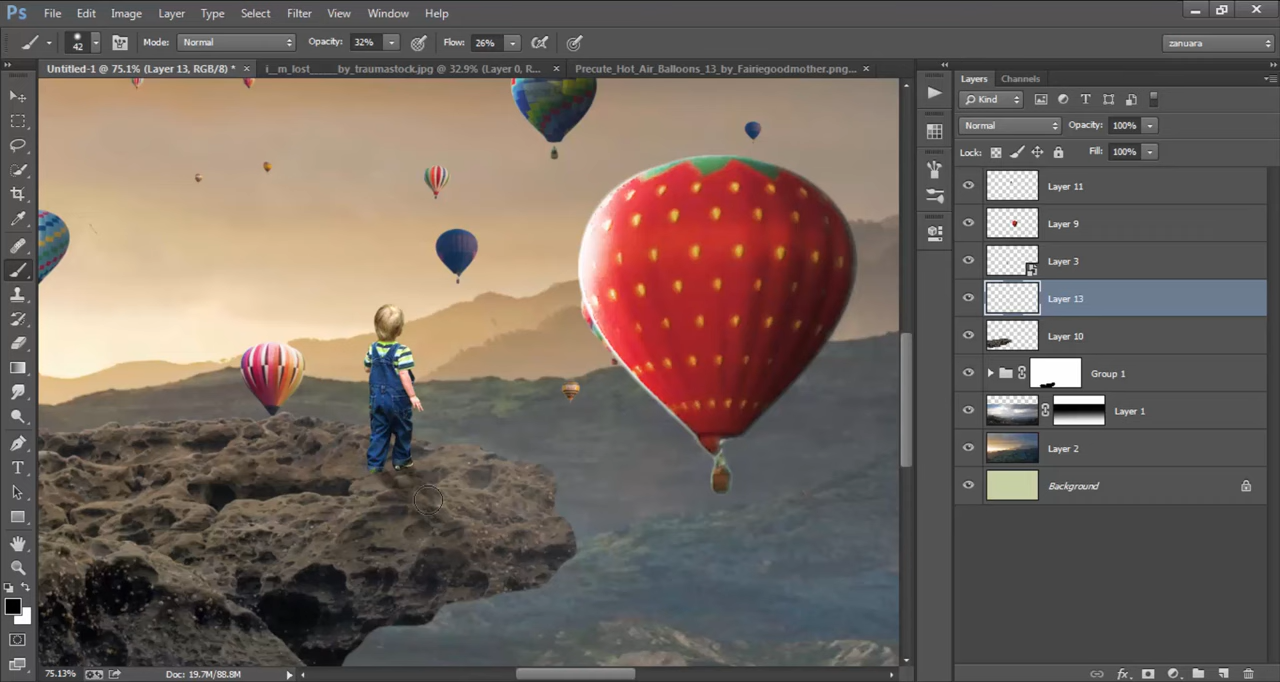 Ps File Edit Image Layer Type Select Filter View Window Help
42 Mode: Normal Opacity: 32% Flow: 26% zanuara
Untitled-1 @ 75.1% (Layer 13, RGB/8) * × i__m_lost_____by_traumastock.jpg @ 32.9% (Layer 0, R... × Precute_Hot_Air_Balloons_13_by_Fairiegoodmother.png... ×
Layers Channels
Kind
Normal Opacity: 100%
Lock: Fill: 100%
Layer 11
Layer 9
Layer 3
Layer 13
Layer 10
Group 1
Layer 1
Layer 2
Background
75.13% Doc: 19.7M/88.8M